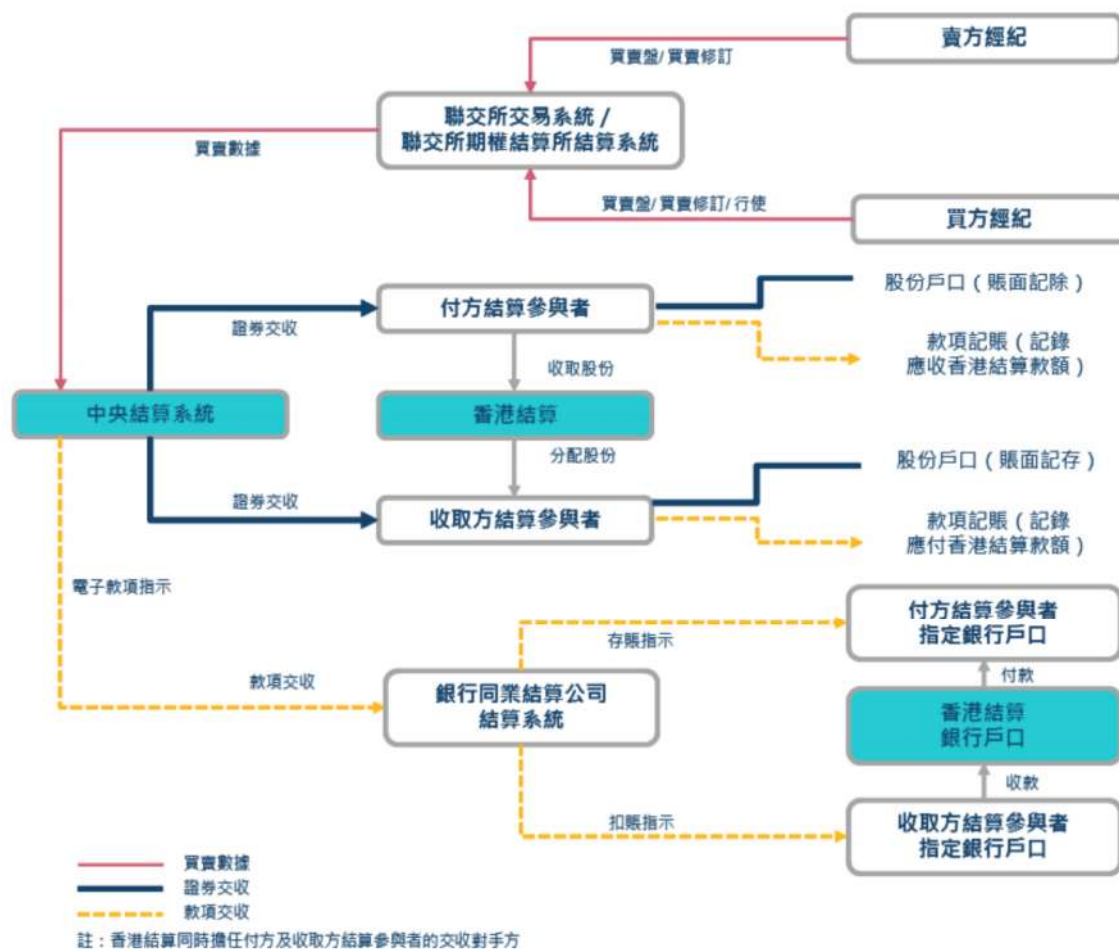 賣方經紀
買賣盤/ 買賣修訂
聯交所交易系統 /
聯交所期權結算所結算系統
買賣數據
買賣盤/ 買賣修訂/ 行使
買方經紀
股份戶口 ( 賬面記除 )
付方結算參與者
證券交收
款項記賬 ( 記錄
應收香港結算款額 )
收取股份
中央結算系統
香港結算
分配股份
股份戶口 ( 賬面記存 )
證券交收
收取方結算參與者
款項記賬 ( 記錄
應付香港結算款額 )
電子款項指示
付方結算參與者
指定銀行戶口
存賬指示
付款
款項交收
銀行同業結算公司
結算系統
香港結算
銀行戶口
收款
扣賬指示
收取方結算參與者
指定銀行戶口
買賣數據
證券交收
款項交收
註：香港結算同時擔任付方及收取方結算參與者的交收對手方